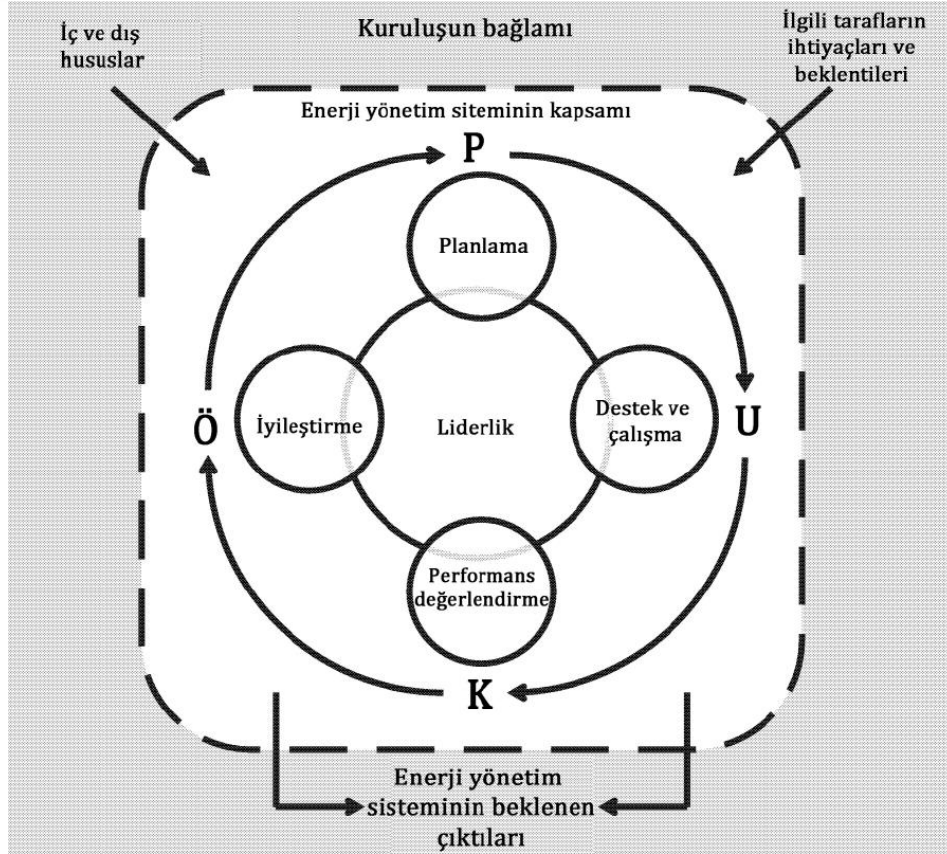 Kuruluşun bağlamı
İç ve dış
hususlar
İlgili tarafların
ihtiyaçları ve
beklentileri
Enerji yönetim siteminin kapsamı
P
Planlama
Ö
İyileştirme
Liderlik
Destek ve
çalışma
U
Performans
değerlendirme
K
Enerji yönetim
sisteminin beklenen
çıktıları